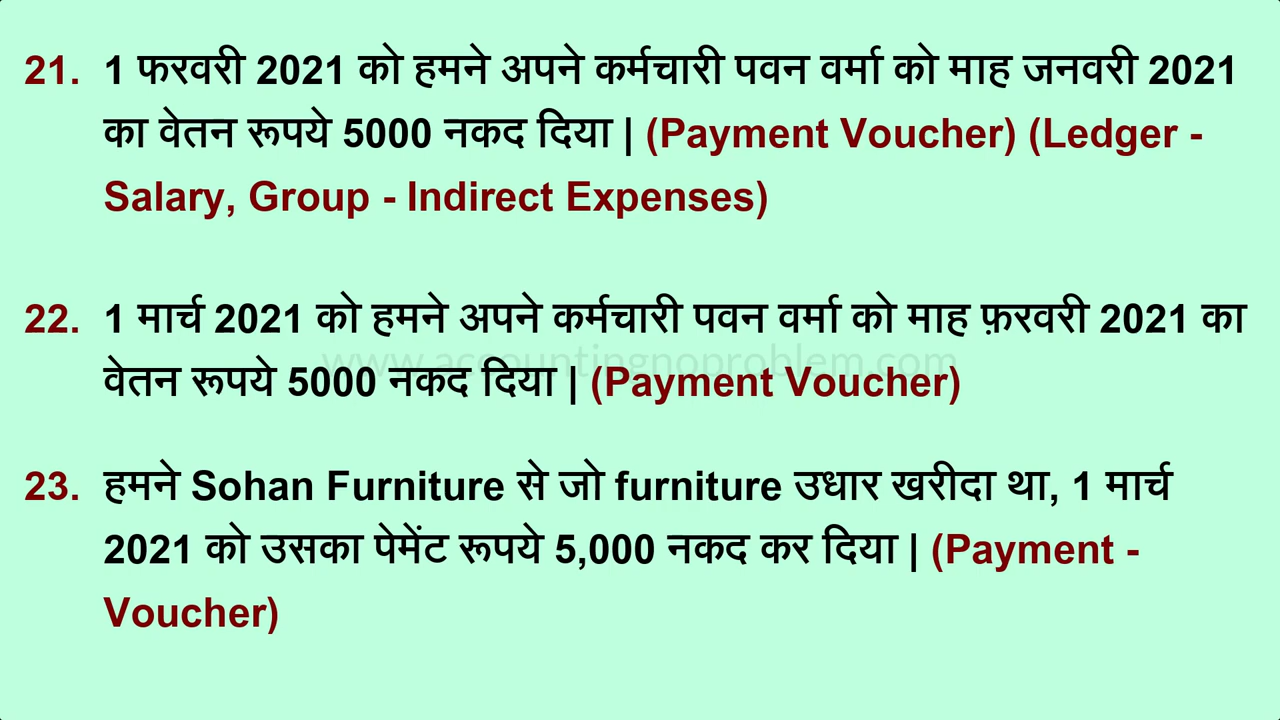 21. 1 फरवरी 2021 को हमने अपने कर्मचारी पवन वर्मा को माह जनवरी 2021
का वेतन रूपये 5000 नकद दिया | (Payment Voucher) (Ledger -
Salary, Group - Indirect Expenses)
22. 1 मार्च 2021 को हमने अपने कर्मचारी पवन वर्मा को माह फ़रवरी 2021 का
www.accountingnoproblem.com
वेतन रूपये 5000 नकद दिया | (Payment Voucher)
23. हमने Sohan Furniture से जो furniture उधार खरीदा था, 1 मार्च
2021 को उसका पेमेंट रूपये 5,000 नकद कर दिया | (Payment -
Voucher)